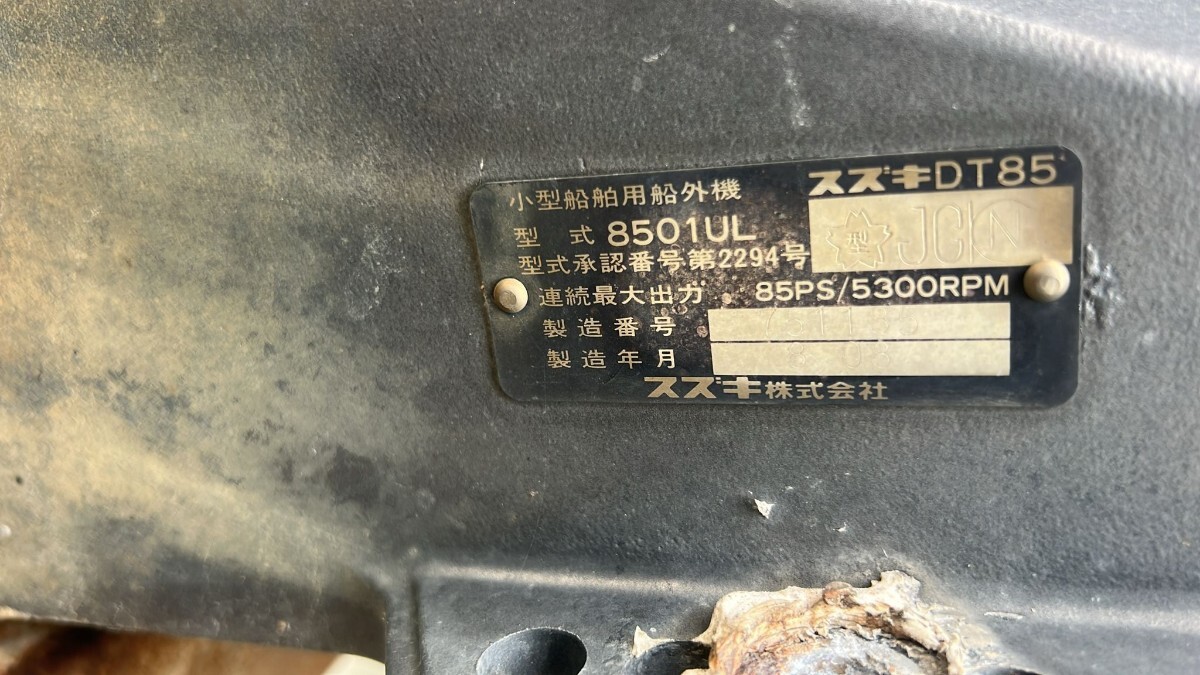 小型船舶用船外機 スズキDT85
型式 8501UL
型 JCI
型式承認番号第2294号
連続最大出力 85PS/5300RPM
製造番号
製造年月
スズキ株式会社